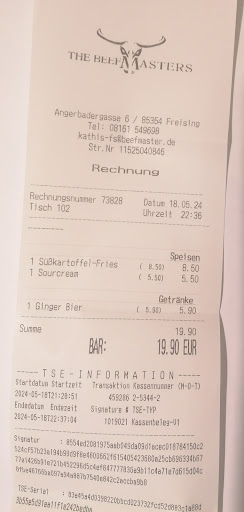 THE BEEF MASTERS
Angerbadergasse 6 / 85354 Freising
Tel: 08161 549698
kathis-fs@beefmaster.de
Str.Nr 11525040846
Rechnung
Rechnungsnummer 73828 Datum 18.05.24
Tisch 102 Uhrzeit 22:36
Speisen
1 Süßkartoffel-Fries ( 8.50) 8.50
1 Sourcream ( 5.50) 5.50
Getränke
1 Ginger Bier ( 5.90) 5.90
Summe 19.90
BAR: 19.90 EUR
----- TSE-INFORMATION -----
Startdatum Startzeit Transaktion Kassennummer (M-O-T)
2024-05-18T21:28:51 459286 2-5344-2
Endedatum Endezeit Signature # TSE-TYP
2024-05-18T22:37:04 1019021 Kassenbeleg-V1
Signatur :
TSE-Seriel :